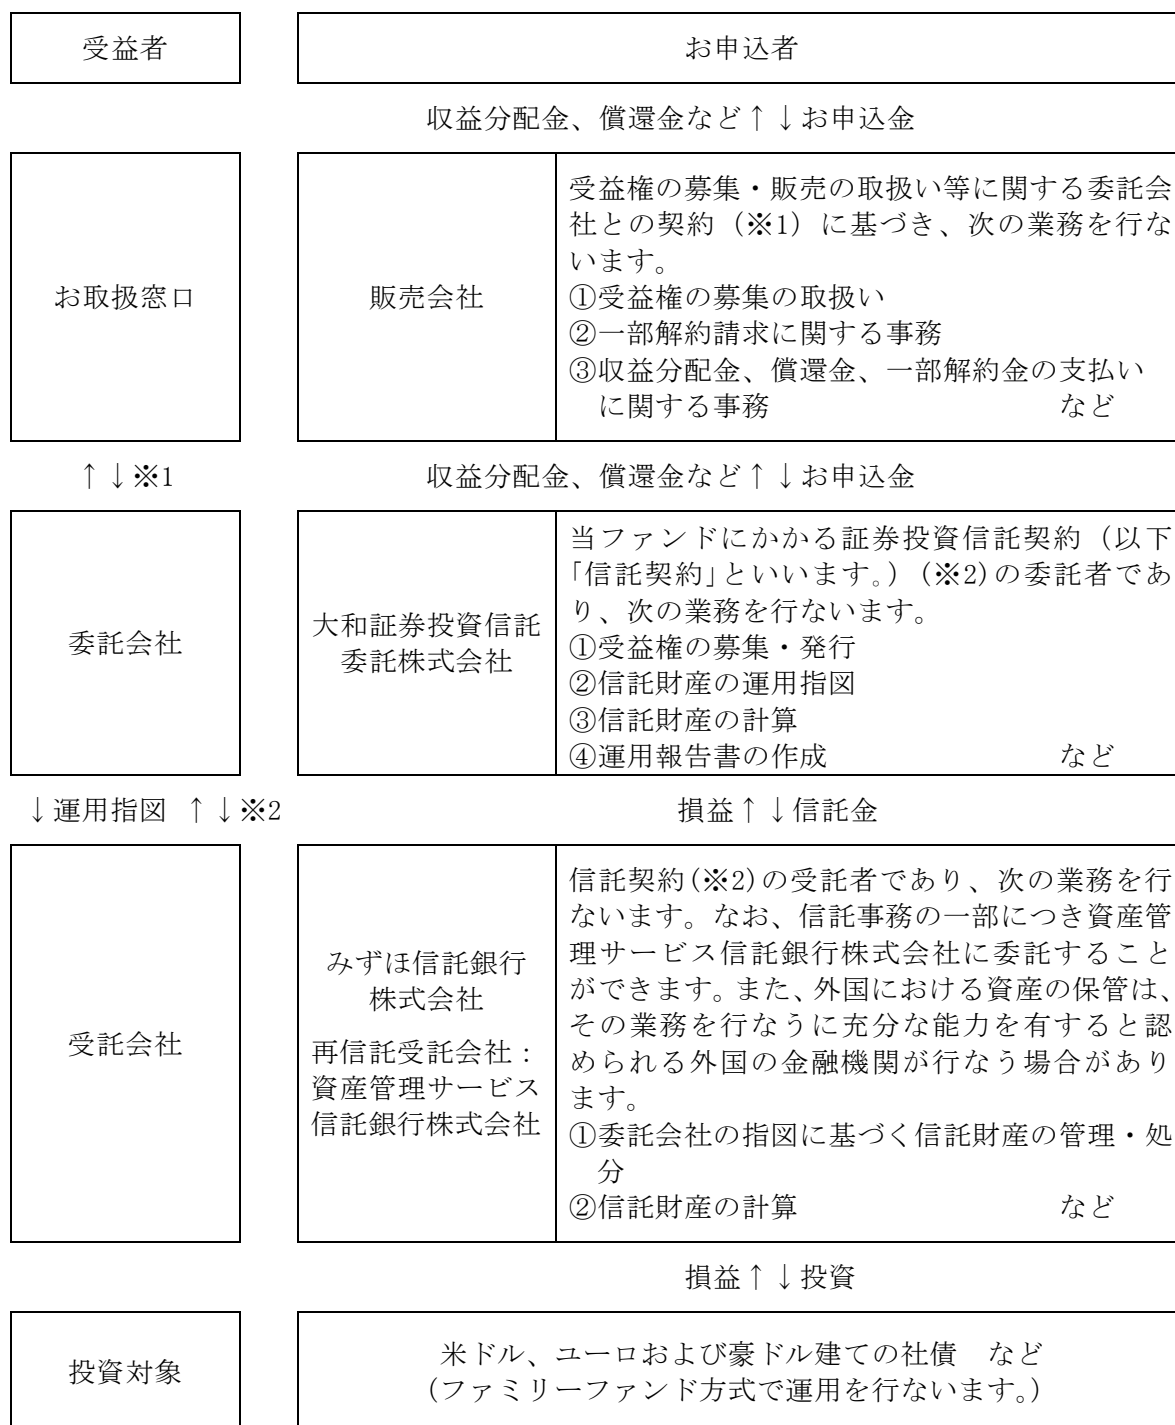 受益者
お申込者
収益分配金、償還金など↑↓お申込金
お取扱窓口
販売会社
受益権の募集・販売の取扱い等に関する委託会
社との契約（※1）に基づき、次の業務を行な
います。
①受益権の募集の取扱い
②一部解約請求に関する事務
③収益分配金、償還金、一部解約金の支払い
に関する事務　など
↑↓※1
収益分配金、償還金など↑↓お申込金
委託会社
大和証券投資信託
委託株式会社
当ファンドにかかる証券投資信託契約（以下
「信託契約」といいます。）（※2)の委託者であ
り、次の業務を行ないます。
①受益権の募集・発行
②信託財産の運用指図
③信託財産の計算
④運用報告書の作成　など
↓運用指図　↑↓※2
損益↑↓信託金
受託会社
みずほ信託銀行
株式会社
再信託受託会社：
資産管理サービス
信託銀行株式会社
信託契約(※2)の受託者であり、次の業務を行
ないます。なお、信託事務の一部につき資産管
理サービス信託銀行株式会社に委託すること
ができます。また、外国における資産の保管は、
その業務を行なうに充分な能力を有すると認
められる外国の金融機関が行なう場合があり
ます。
①委託会社の指図に基づく信託財産の管理・処
分
②信託財産の計算　など
損益↑↓投資
投資対象
米ドル、ユーロおよび豪ドル建ての社債　など
(ファミリーファンド方式で運用を行ないます。)